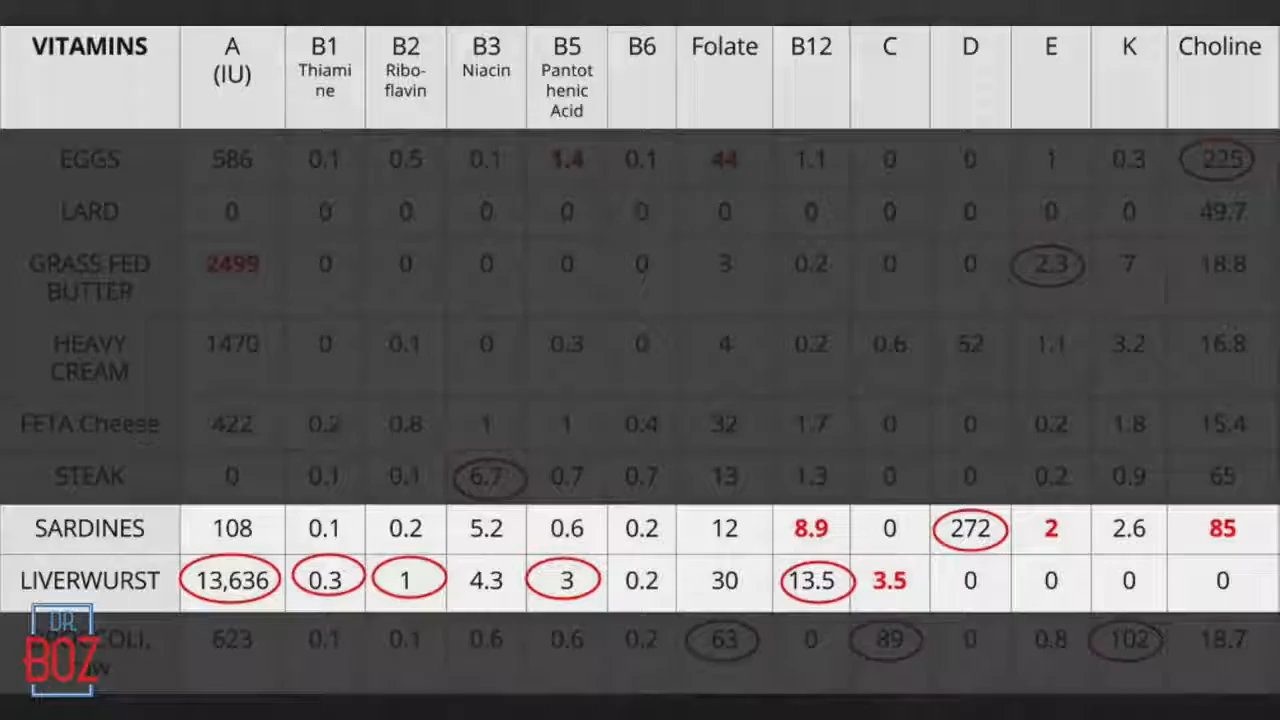 VITAMINS A B1 B2 B3 B5 B6 Folate B12 C D E K Choline
(IU) Thiami Ribo- Niacin Pantot
ne flavin henic
Acid
EGGS 586 0.1 0.5 0.1 1.4 0.1 44 1.1 0 0 1 0.3 225
LARD 0 0 0 0 0 0 0 0 0 0 0 0 49.7
GRASS FED 2499 0 0 0 0 0 3 0.2 0 0 2.3 7 18.8
BUTTER
HEAVY 1470 0 0.1 0 0.3 0 4 0.2 0.6 52 1.1 3.2 16.8
CREAM
FETA Cheese 422 0.2 0.8 1 1 0.4 32 1.7 0 0 0.2 1.8 15.4
STEAK 0 0.1 0.1 6.7 0.7 0.7 13 1.3 0 0 0.2 0.9 65
SARDINES 108 0.1 0.2 5.2 0.6 0.2 12 8.9 0 272 2 2.6 85
LIVERWURST 13,636 0.3 1 4.3 3 0.2 30 13.5 3.5 0 0 0 0
623 0.1 0.1 0.6 0.6 0.2 63 0 89 0 0.8 102 18.7
DR.
BOZ